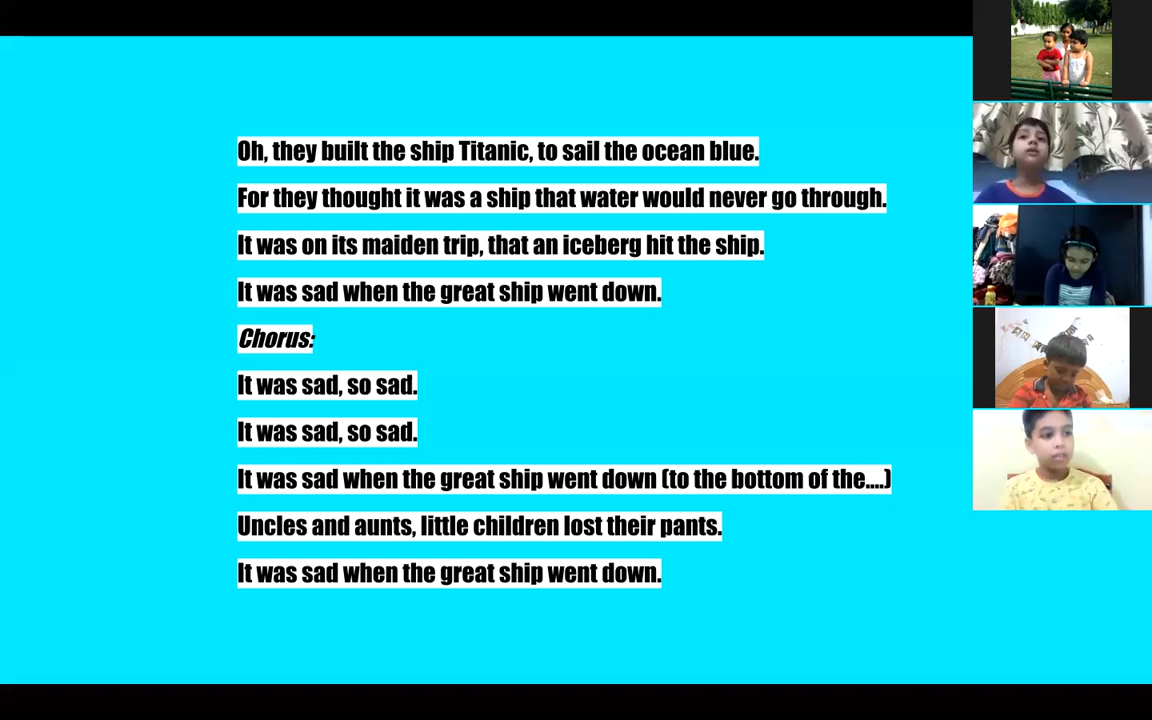 Oh, they built the ship Titanic, to sail the ocean blue.
For they thought it was a ship that water would never go through.
It was on its maiden trip, that an iceberg hit the ship.
It was sad when the great ship went down.
Chorus:
It was sad, so sad.
It was sad, so sad.
It was sad when the great ship went down (to the bottom of the....)
Uncles and aunts, little children lost their pants.
It was sad when the great ship went down.